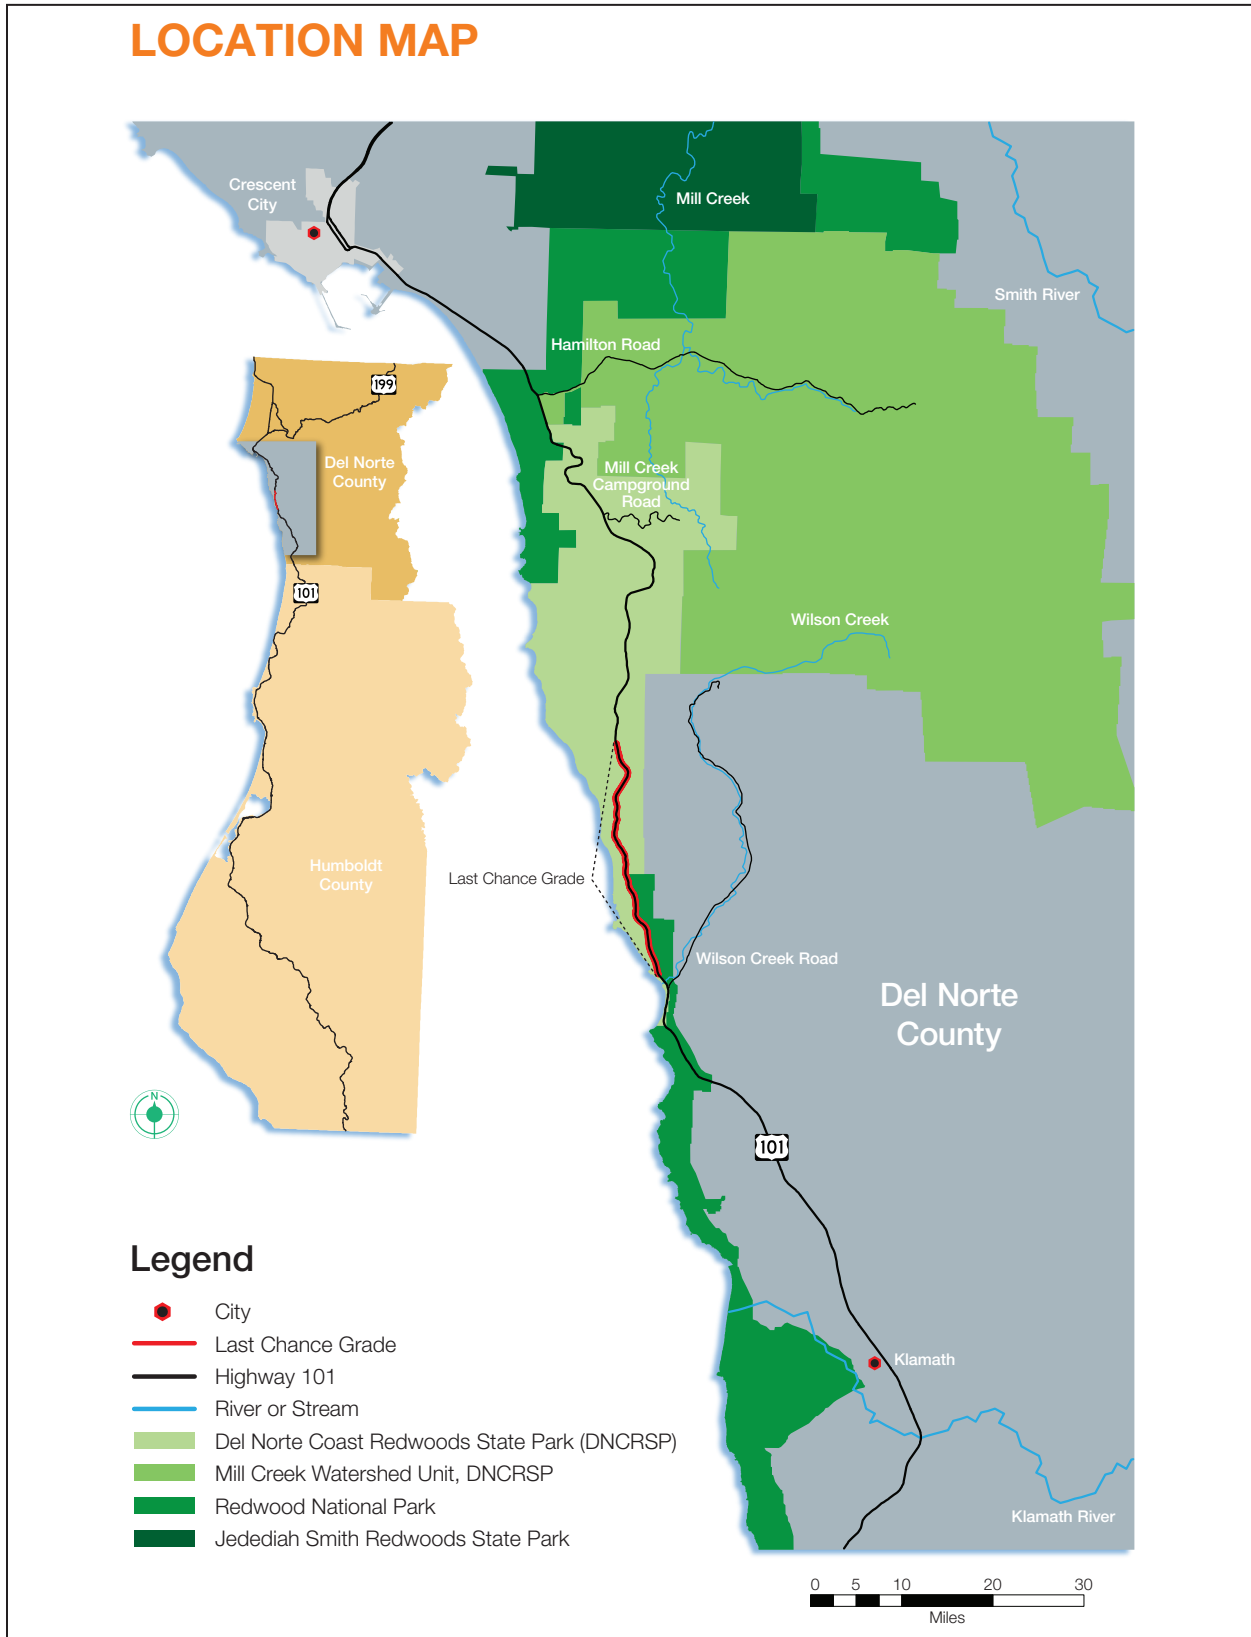 LOCATION MAP
Crescent
City
Mill Creek
Smith River
Hamilton Road
199
Del Norte
County
Mill Creek
Campground
Road
101
Wilson Creek
Humboldt
County
Last Chance Grade
Wilson Creek Road
Del Norte
County
N
101
Legend
City
Last Chance Grade
Highway 101
River or Stream
Del Norte Coast Redwoods State Park (DNCRSP)
Mill Creek Watershed Unit, DNCRSP
Redwood National Park
Jedediah Smith Redwoods State Park
Klamath
Klamath River
0 5 10 20 30
Miles